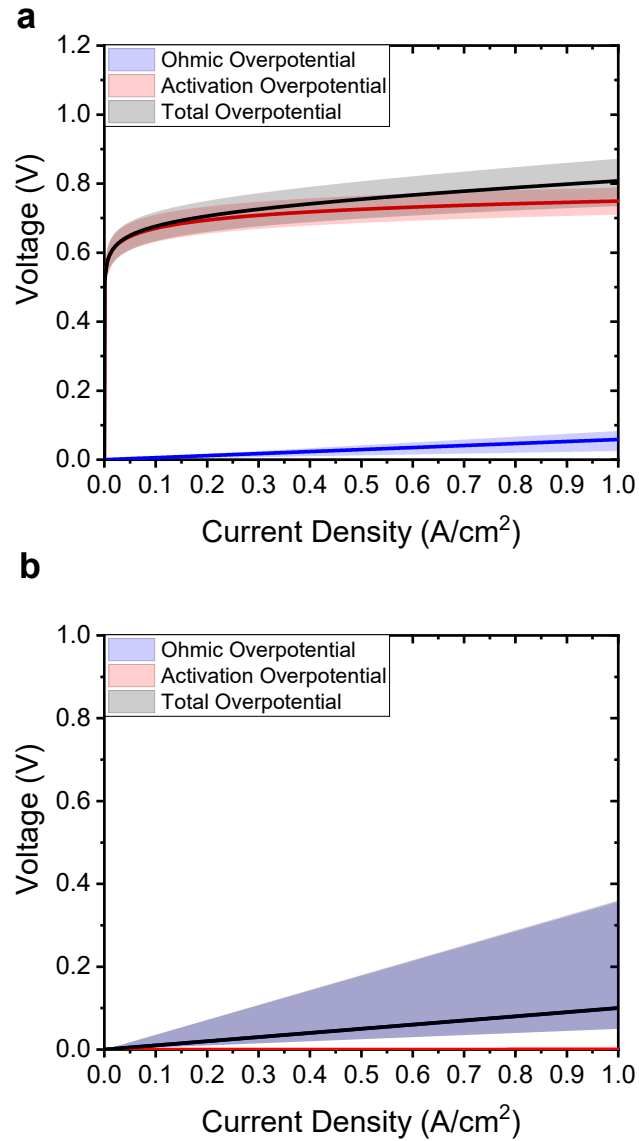 a
1.2
1.0
0.8
0.6
0.4
0.2
0.0
Voltage (V)
Ohmic Overpotential
Activation Overpotential
Total Overpotential
0.0 0.1 0.2 0.3 0.4 0.5 0.6 0.7 0.8 0.9 1.0
Current Density (A/cm²)
b
1.0
0.8
0.6
0.4
0.2
0.0
Voltage (V)
Ohmic Overpotential
Activation Overpotential
Total Overpotential
0.0 0.1 0.2 0.3 0.4 0.5 0.6 0.7 0.8 0.9 1.0
Current Density (A/cm²)